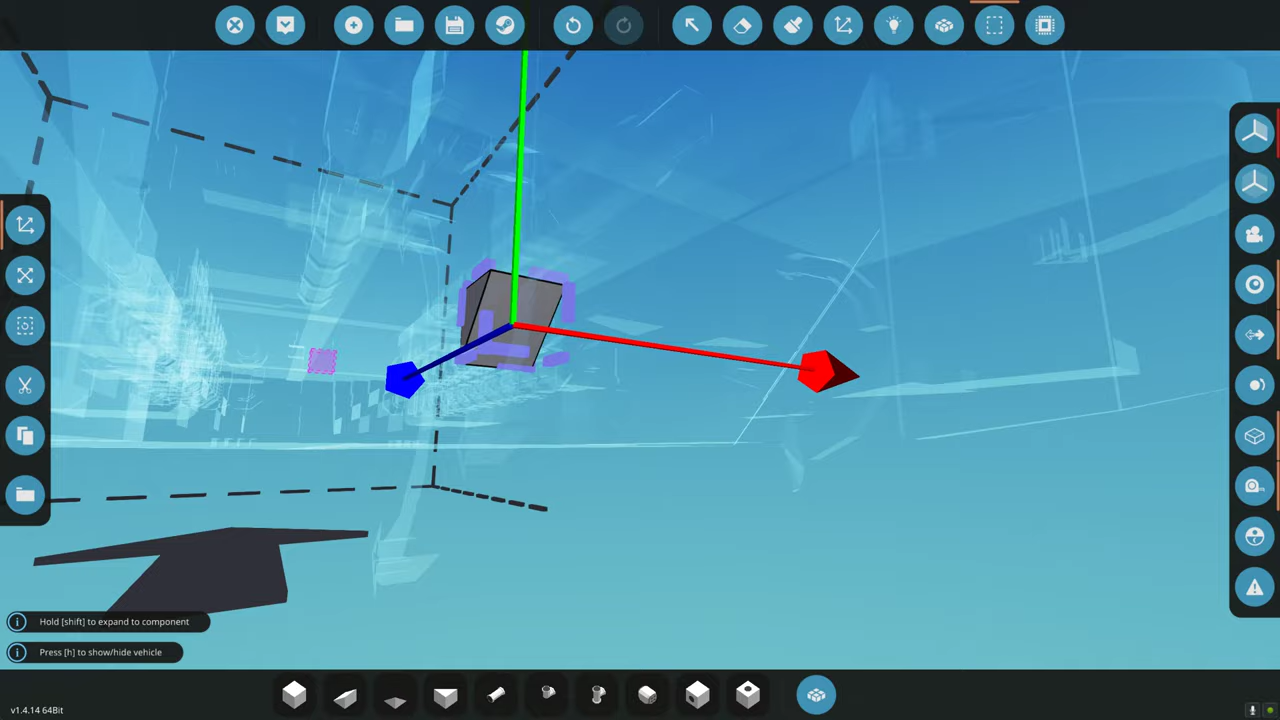 Hold [shift] to expand to component
Press [h] to show/hide vehicle
v1.4.14 64Bit